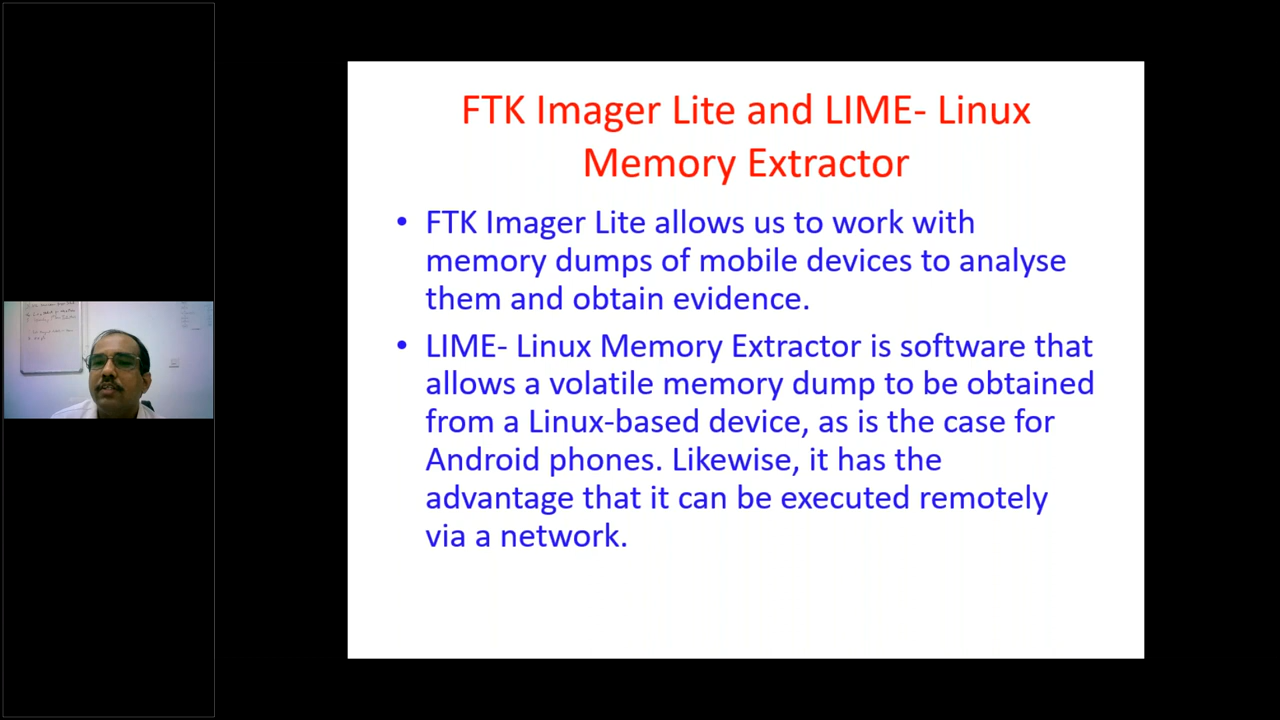 FTK Imager Lite and LIME- Linux
Memory Extractor
• FTK Imager Lite allows us to work with
memory dumps of mobile devices to analyse
them and obtain evidence.
• LIME- Linux Memory Extractor is software that
allows a volatile memory dump to be obtained
from a Linux-based device, as is the case for
Android phones. Likewise, it has the
advantage that it can be executed remotely
via a network.